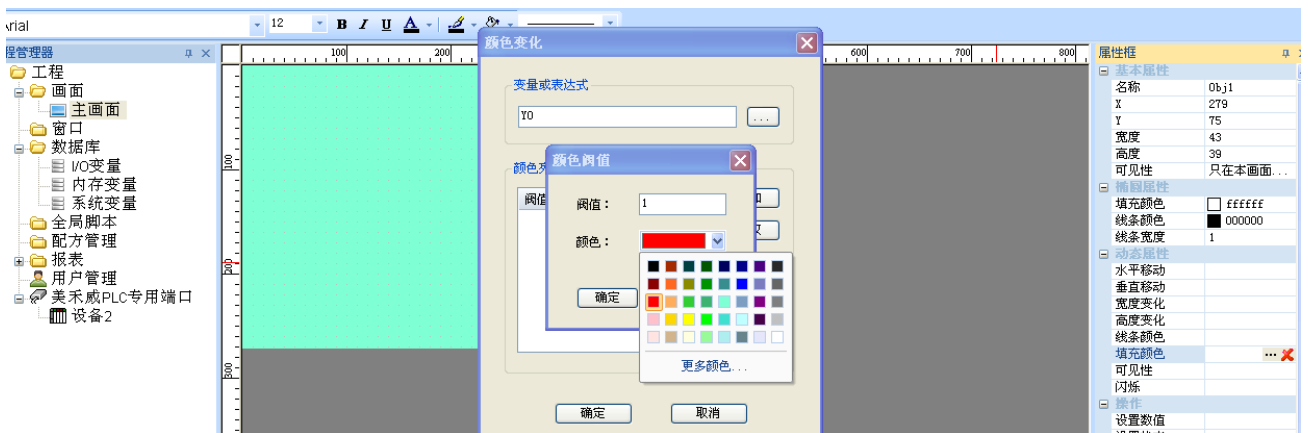 Arial 12 B I U A
程管理器
100 200 600 700 800
工程
画面
主画面
窗口
数据库
I/O变量
内存变量
系统变量
全局脚本
配方管理
报表
用户管理
美禾威PLC专用端口
设备2
100
200
300
颜色变化
变量或表达式
Y0
...
颜色
阀值
确定
取消
颜色阀值
阀值：
1
颜色：
确定
更多颜色...
属性框
基本属性
名称 Obj1
X 279
Y 75
宽度 43
高度 39
可见性 只在本画面...
椭圆属性
填充颜色 ffffff
线条颜色 000000
线条宽度 1
动态属性
水平移动
垂直移动
宽度变化
高度变化
线条颜色
填充颜色 ...
可见性
闪烁
操作
设置数值